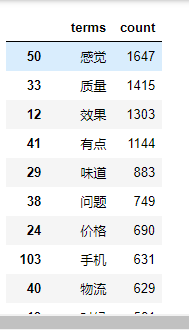 terms count
50 感觉 1647
33 质量 1415
12 效果 1303
41 有点 1144
29 味道 883
38 问题 749
24 价格 690
103 手机 631
40 物流 629